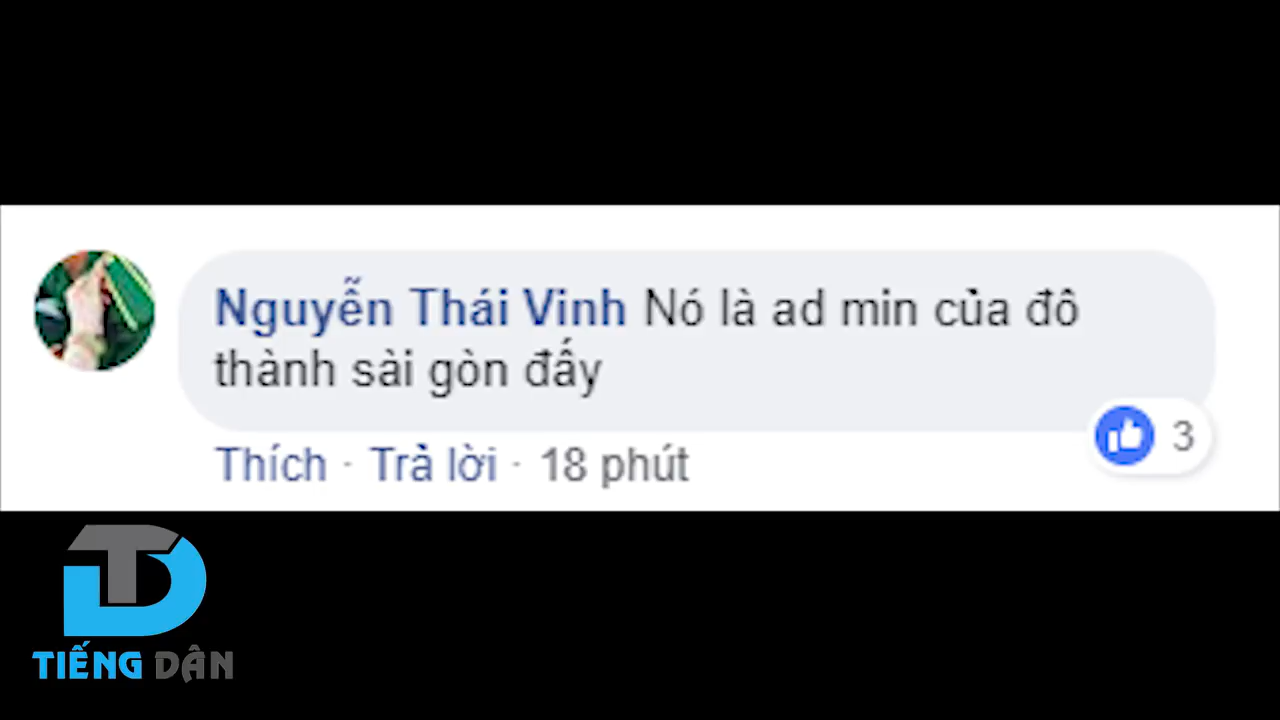 Nguyễn Thái Vinh Nó là ad min của đô
thành sài gòn đấy
Thích · Trả lời · 18 phút
3
TIẾNG DÂN